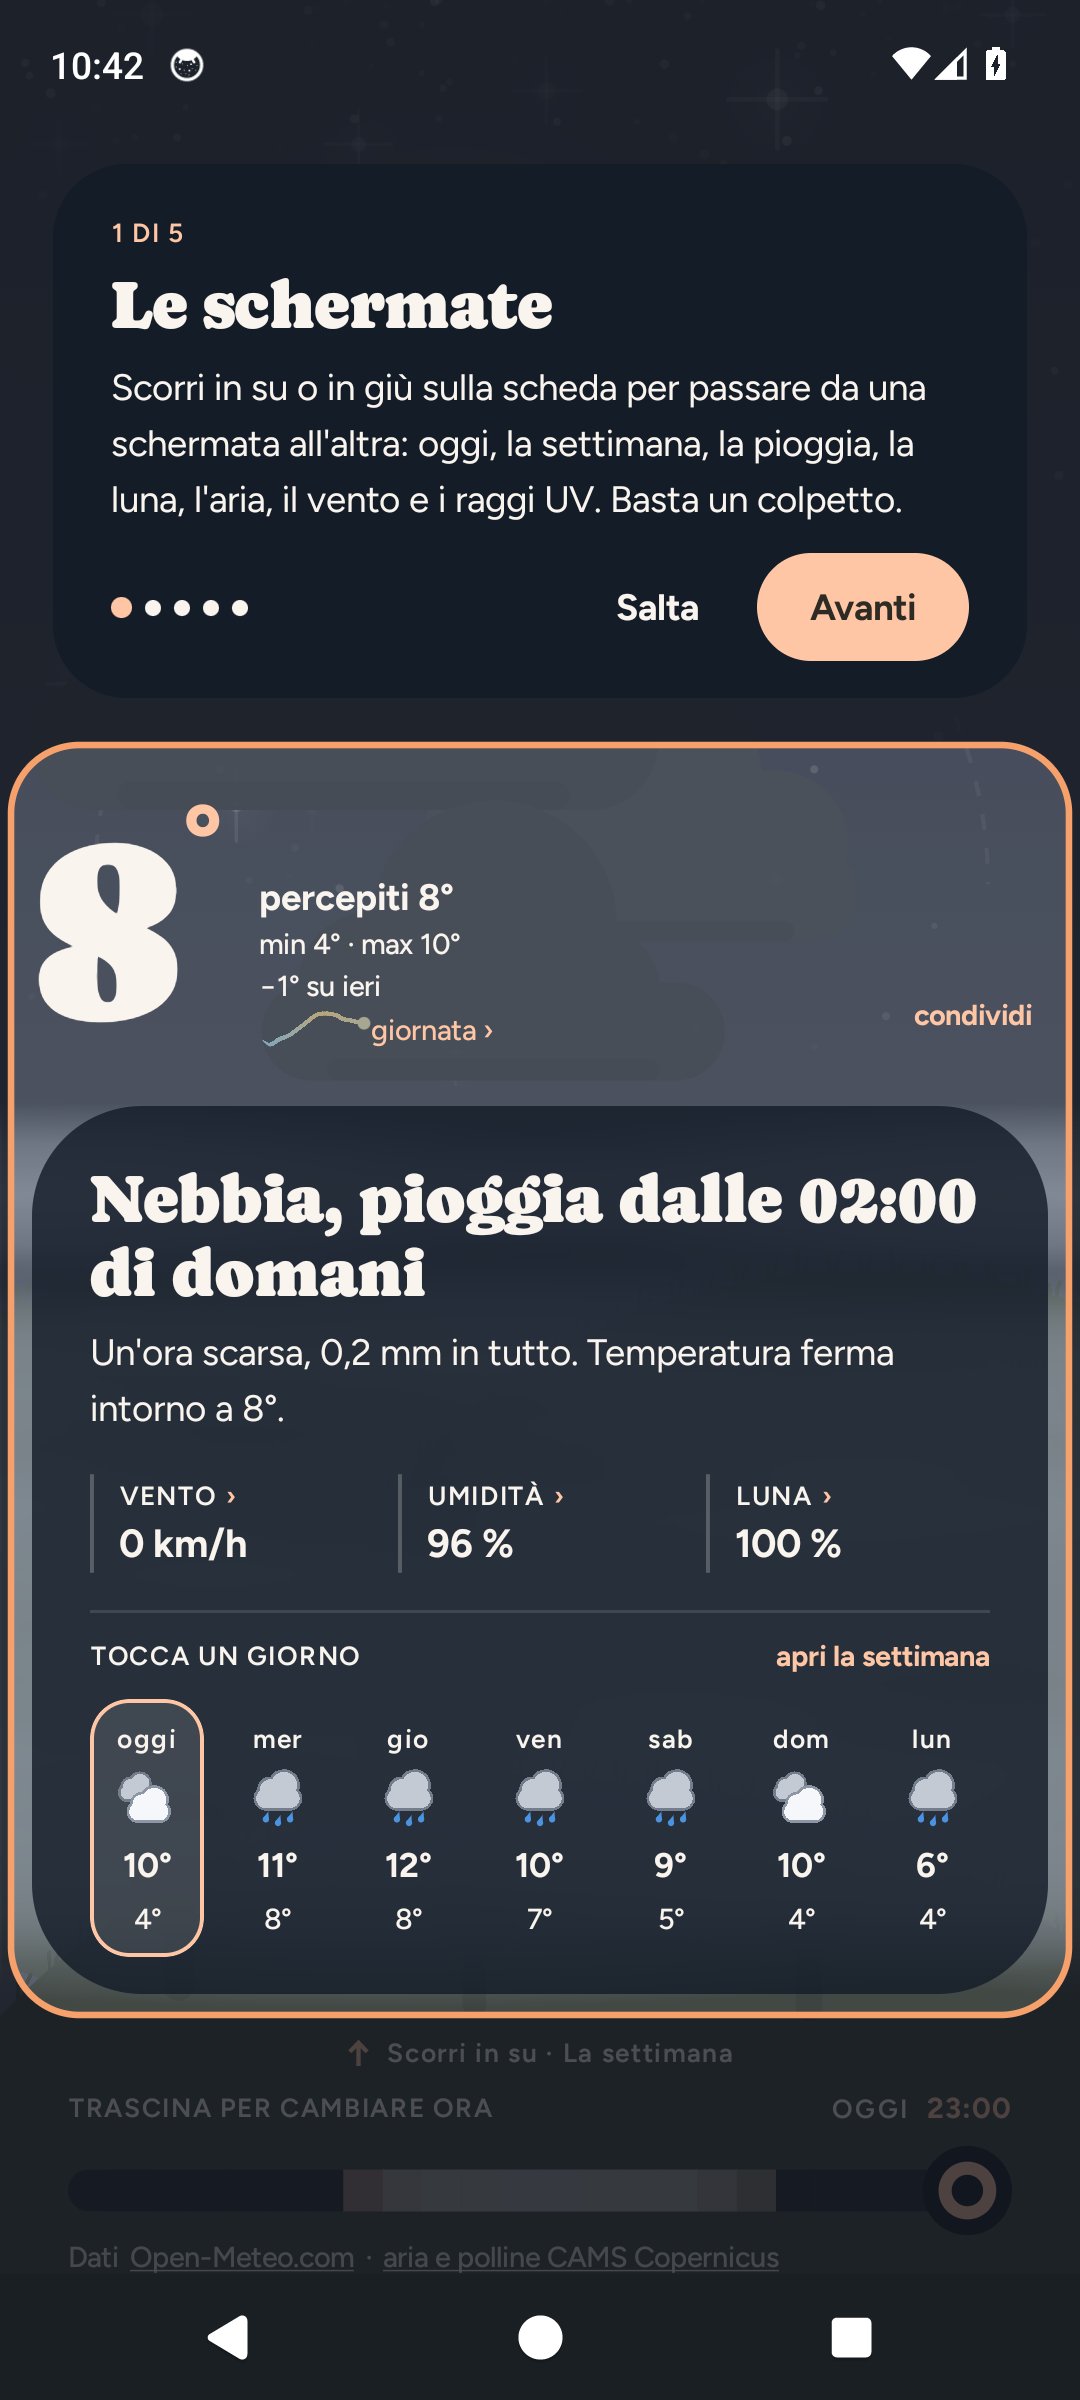 10:42
1 DI 5
Le schermate
Scorri in su o in giù sulla scheda per passare da una
schermata all'altra: oggi, la settimana, la pioggia, la
luna, l'aria, il vento e i raggi UV. Basta un colpetto.
Salta
Avanti
8°
percepiti 8°
min 4° · max 10°
−1° su ieri
giornata ›
condividi
Nebbia, pioggia dalle 02:00
di domani
Un'ora scarsa, 0,2 mm in tutto. Temperatura ferma
intorno a 8°.
VENTO › UMIDITÀ › LUNA ›
0 km/h 96 % 100 %
TOCCA UN GIORNO apri la settimana
oggi mer gio ven sab dom lun
10° 11° 12° 10° 9° 10° 6°
4° 8° 8° 7° 5° 4° 4°
↑ Scorri in su · La settimana
TRASCINA PER CAMBIARE ORA OGGI 23:00
Dati Open-Meteo.com · aria e polline CAMS Copernicus